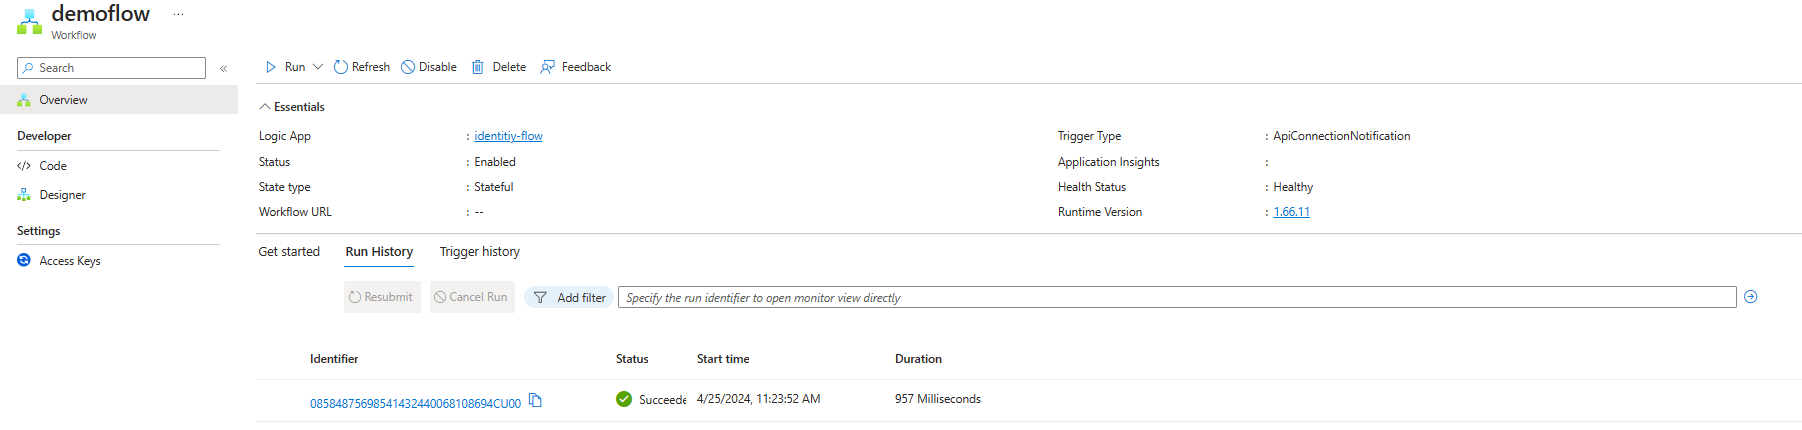 demoflow ...
Workflow
Search «
Run Refresh Disable Delete Feedback
Overview
Essentials
Developer
Logic App : identitiy-flow Trigger Type : ApiConnectionNotification
Code
Status : Enabled Application Insights :
State type : Stateful Health Status : Healthy
Designer
Workflow URL : -- Runtime Version : 1.66.11
Settings
Get started Run History Trigger history
Access Keys
Resubmit Cancel Run Add filter Specify the run identifier to open monitor view directly
Identifier Status Start time Duration
08584875698541432440068108694CU00 Succeede 4/25/2024, 11:23:52 AM 957 Milliseconds